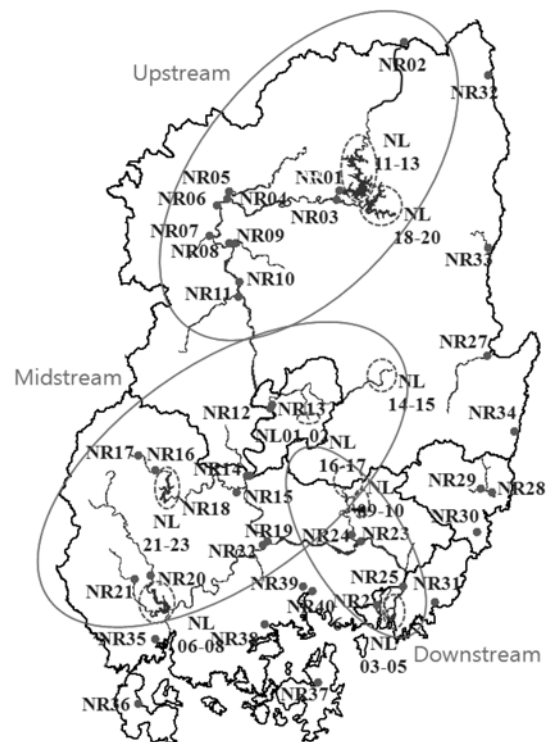 Upstream
NR02
NR32
NL
11-13
NR05
NR01
NR06
NR04
NR03
NL
18-20
NR07
NR09
NR08
NR33
NR10
NR11
NR27
Midstream
NL
14-15
NR12
NR13
NR34
NL01-02
NL
16-17
NR17
NR16
NR14
NL
09-10
NR29
NR28
NR18
NR15
NL
21-23
NR30
NR19
NR24
NR23
NR22
NR20
NR21
NR39
NR25
NR31
NR40
NR26
NL
06-08
NR35
NR38
NL
03-05
Downstream
NR37
NR36